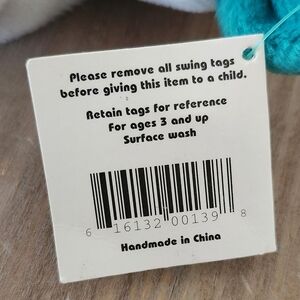 Please remove all swing tags
before giving this item to a child.
Retain tags for reference
For ages 3 and up
Surface wash
6 16132 00139 8
Handmade in China